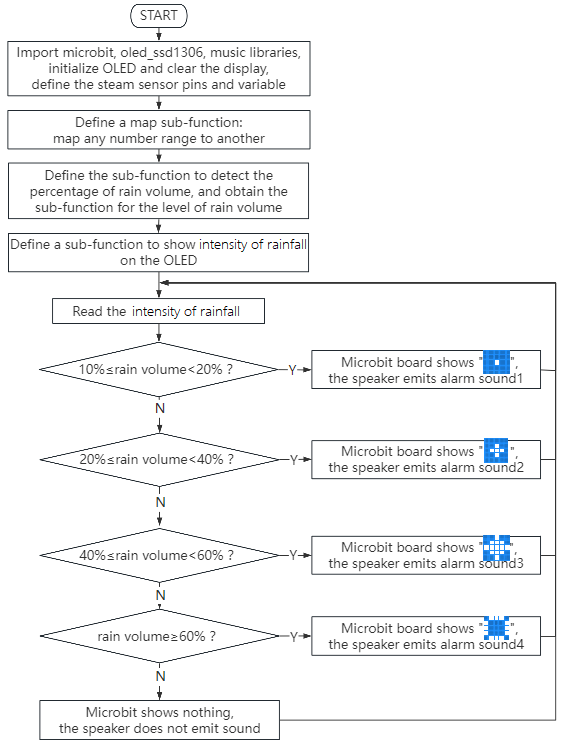 START
Import microbit, oled_ssd1306, music libraries,
initialize OLED and clear the display,
define the steam sensor pins and variable
Define a map sub-function:
map any number range to another
Define the sub-function to detect the
percentage of rain volume, and obtain the
sub-function for the level of rain volume
Define a sub-function to show intensity of rainfall
on the OLED
Read the intensity of rainfall
10%≤rain volume<20% ?
Y
Microbit board shows " ",
the speaker emits alarm sound1
N
20%≤rain volume<40% ?
Y
Microbit board shows " ",
the speaker emits alarm sound2
N
40%≤rain volume<60% ?
Y
Microbit board shows " ",
the speaker emits alarm sound3
N
rain volume≥60% ?
Y
Microbit board shows " ",
the speaker emits alarm sound4
N
Microbit shows nothing,
the speaker does not emit sound